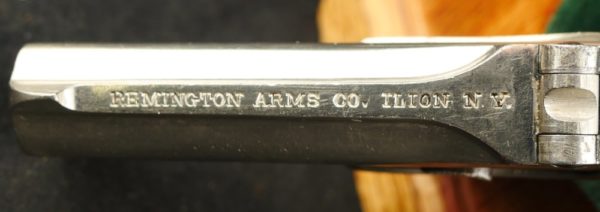 REMINGTON ARMS CO. ILION N.Y.